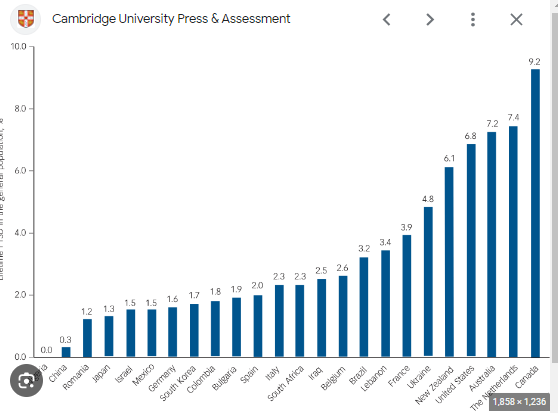 Cambridge University Press & Assessment
10.0
8.0
6.0
4.0
2.0
0.0
in the general population, %
0.0
0.3
1.2
1.3
1.5
1.5
1.6
1.7
1.8
1.9
2.0
2.3
2.3
2.5
2.6
3.2
3.4
3.9
4.8
6.1
6.8
7.2
7.4
9.2
China
Romania
Japan
Israel
Mexico
Germany
South Korea
Colombia
Bulgaria
Spain
Italy
South Africa
Iraq
Belgium
Brazil
Lebanon
France
Ukraine
New Zealand
United States
Australia
The Netherlands
Canada
1,858 × 1,236